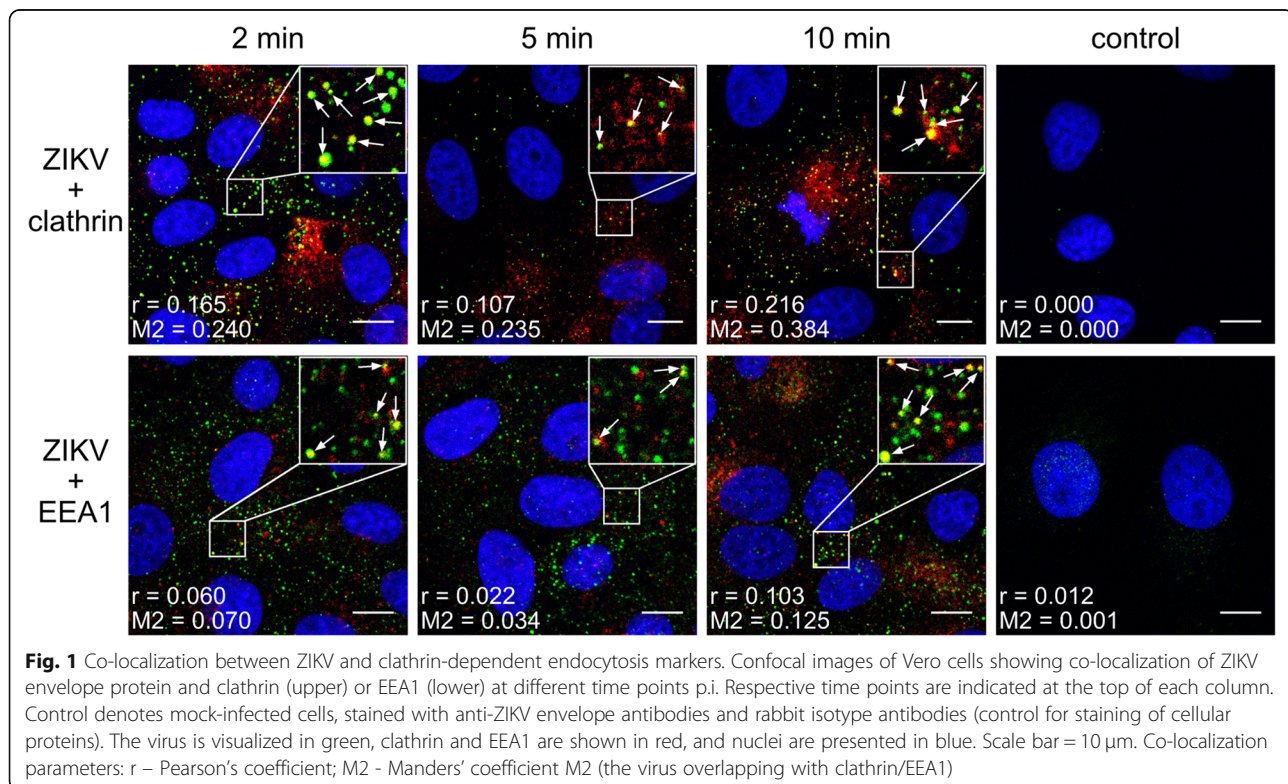 2 min 5 min 10 min control
ZIKV
+
clathrin
r = 0.165 r = 0.107 r = 0.216 r = 0.000
M2 = 0.240 M2 = 0.235 M2 = 0.384 M2 = 0.000
ZIKV
+
EEA1
r = 0.060 r = 0.022 r = 0.103 r = 0.012
M2 = 0.070 M2 = 0.034 M2 = 0.125 M2 = 0.001
Fig. 1 Co-localization between ZIKV and clathrin-dependent endocytosis markers. Confocal images of Vero cells showing co-localization of ZIKV
envelope protein and clathrin (upper) or EEA1 (lower) at different time points p.i. Respective time points are indicated at the top of each column.
Control denotes mock-infected cells, stained with anti-ZIKV envelope antibodies and rabbit isotype antibodies (control for staining of cellular
proteins). The virus is visualized in green, clathrin and EEA1 are shown in red, and nuclei are presented in blue. Scale bar = 10 μm. Co-localization
parameters: r – Pearson's coefficient; M2 - Manders' coefficient M2 (the virus overlapping with clathrin/EEA1)